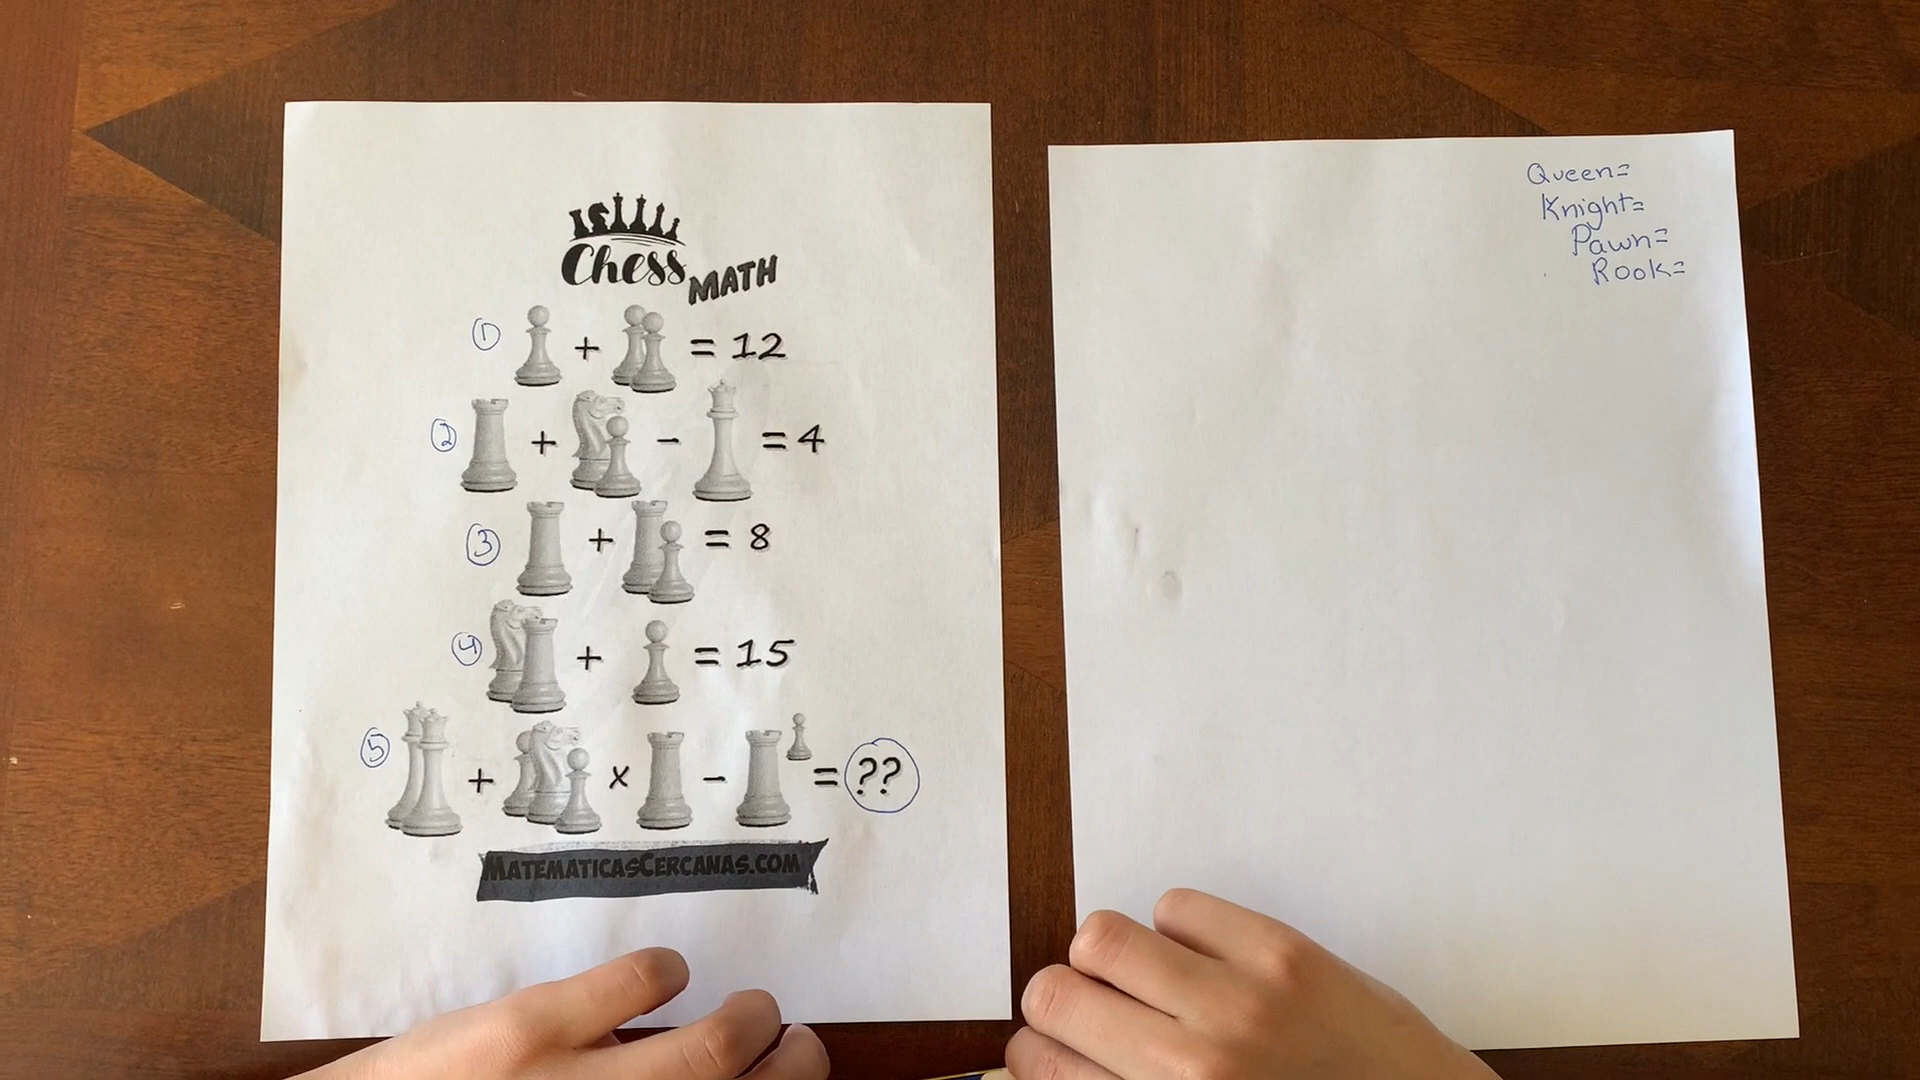 Chess MATH
① + = 12
② + - = 4
③ + = 8
④ + = 15
⑤ + x - = ??
MATEMATICASCERCANAS.COM
Queen=
Knight=
Pawn=
Rook=